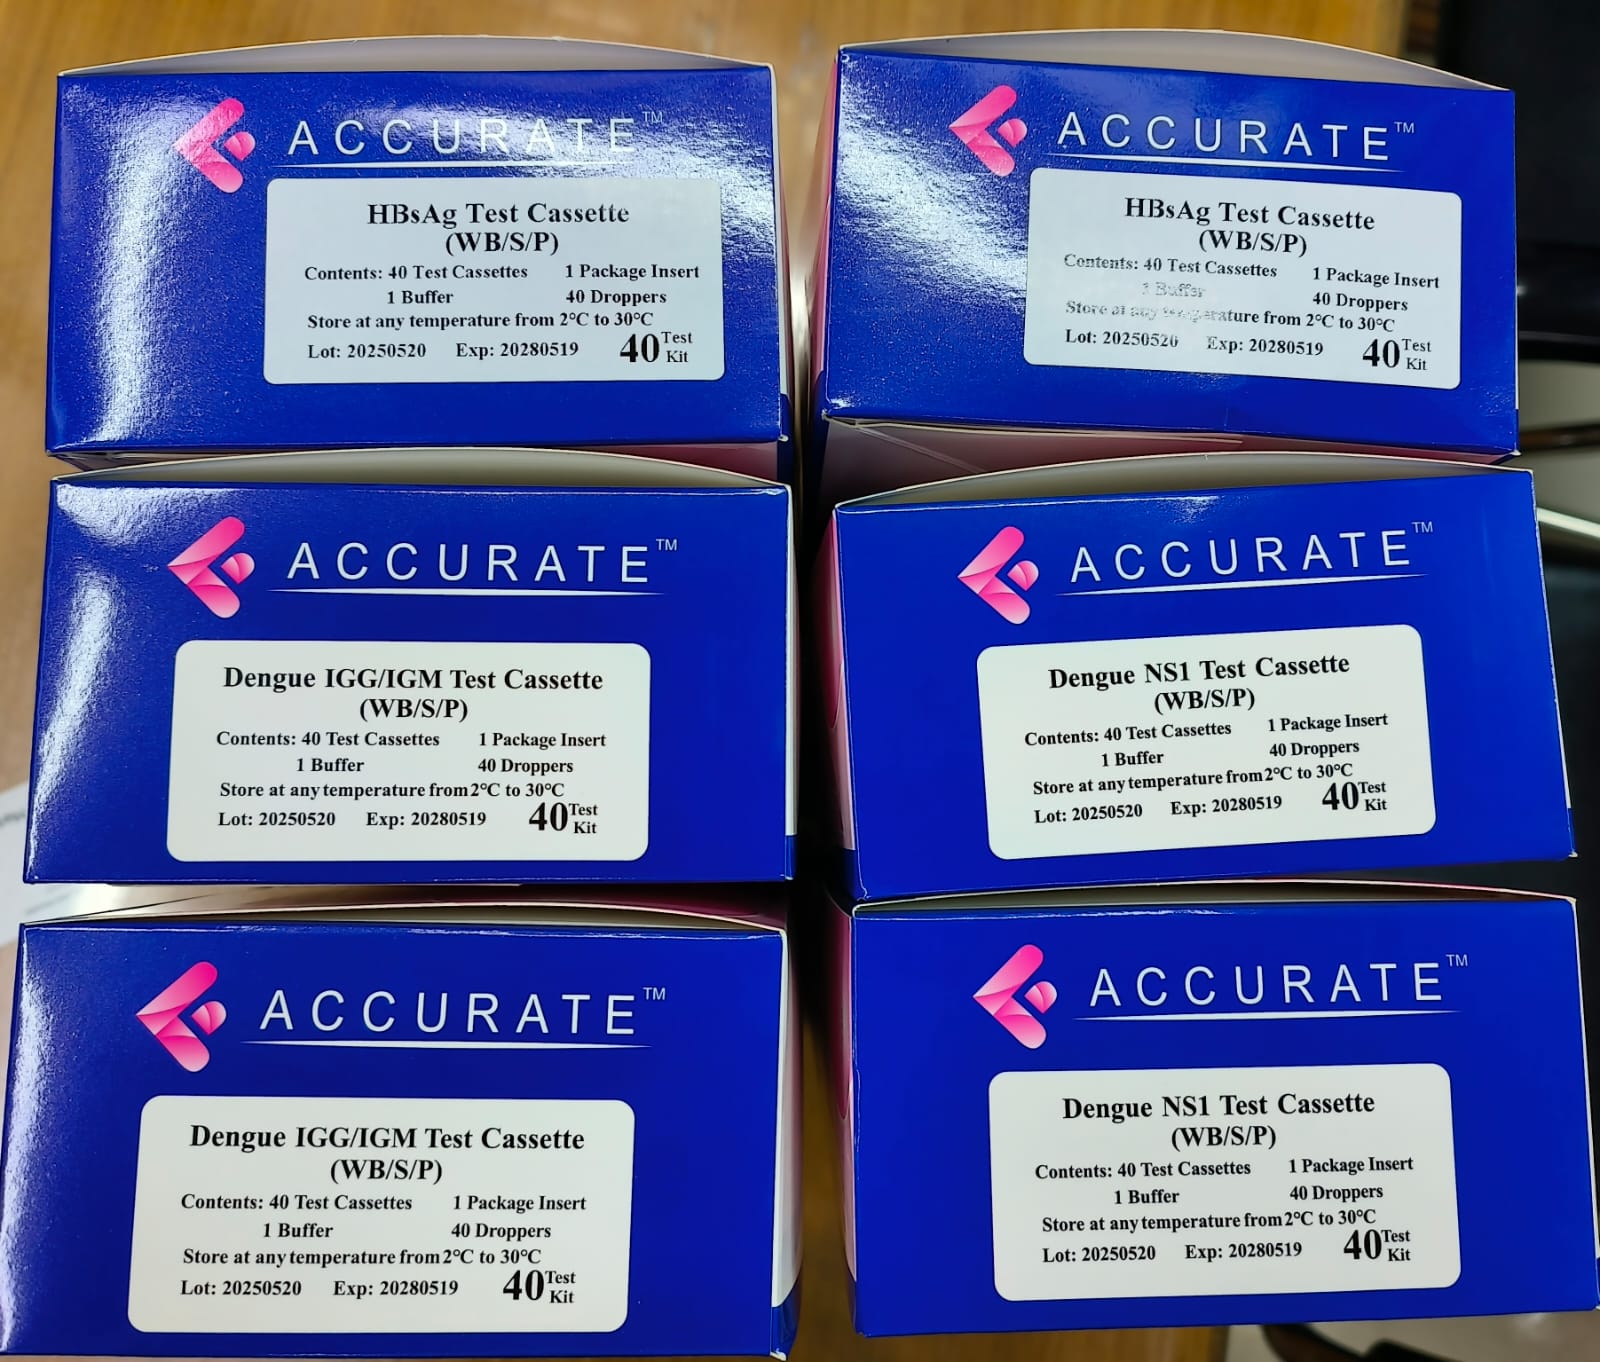 ACCURATE™
HBsAg Test Cassette
(WB/S/P)
Contents: 40 Test Cassettes 1 Package Insert
1 Buffer 40 Droppers
Store at any temperature from 2°C to 30°C
Lot: 20250520 Exp: 20280519 40 Test Kit
ACCURATE™
HBsAg Test Cassette
(WB/S/P)
Contents: 40 Test Cassettes 1 Package Insert
1 Buffer 40 Droppers
Store at any temperature from 2°C to 30°C
Lot: 20250520 Exp: 20280519 40 Test Kit
ACCURATE™
Dengue IGG/IGM Test Cassette
(WB/S/P)
Contents: 40 Test Cassettes 1 Package Insert
1 Buffer 40 Droppers
Store at any temperature from 2°C to 30°C
Lot: 20250520 Exp: 20280519 40 Test Kit
ACCURATE™
Dengue NS1 Test Cassette
(WB/S/P)
Contents: 40 Test Cassettes 1 Package Insert
1 Buffer 40 Droppers
Store at any temperature from 2°C to 30°C
Lot: 20250520 Exp: 20280519 40 Test Kit
ACCURATE™
Dengue IGG/IGM Test Cassette
(WB/S/P)
Contents: 40 Test Cassettes 1 Package Insert
1 Buffer 40 Droppers
Store at any temperature from 2°C to 30°C
Lot: 20250520 Exp: 20280519 40 Test Kit
ACCURATE™
Dengue NS1 Test Cassette
(WB/S/P)
Contents: 40 Test Cassettes 1 Package Insert
1 Buffer 40 Droppers
Store at any temperature from 2°C to 30°C
Lot: 20250520 Exp: 20280519 40 Test Kit